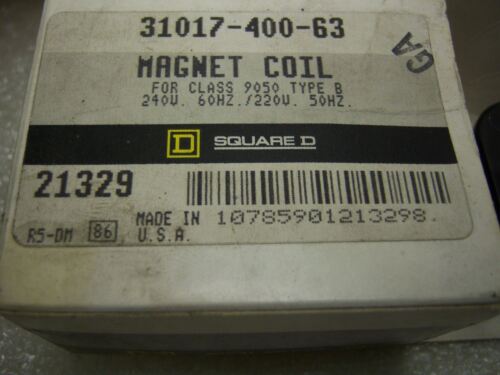 31017-400-63
GA
MAGNET COIL
FOR CLASS 9050 TYPE B
240V. 60HZ./220V. 50HZ.
D SQUARE D
21329
MADE IN
U.S.A.
10785901213298.
R5-DM 86